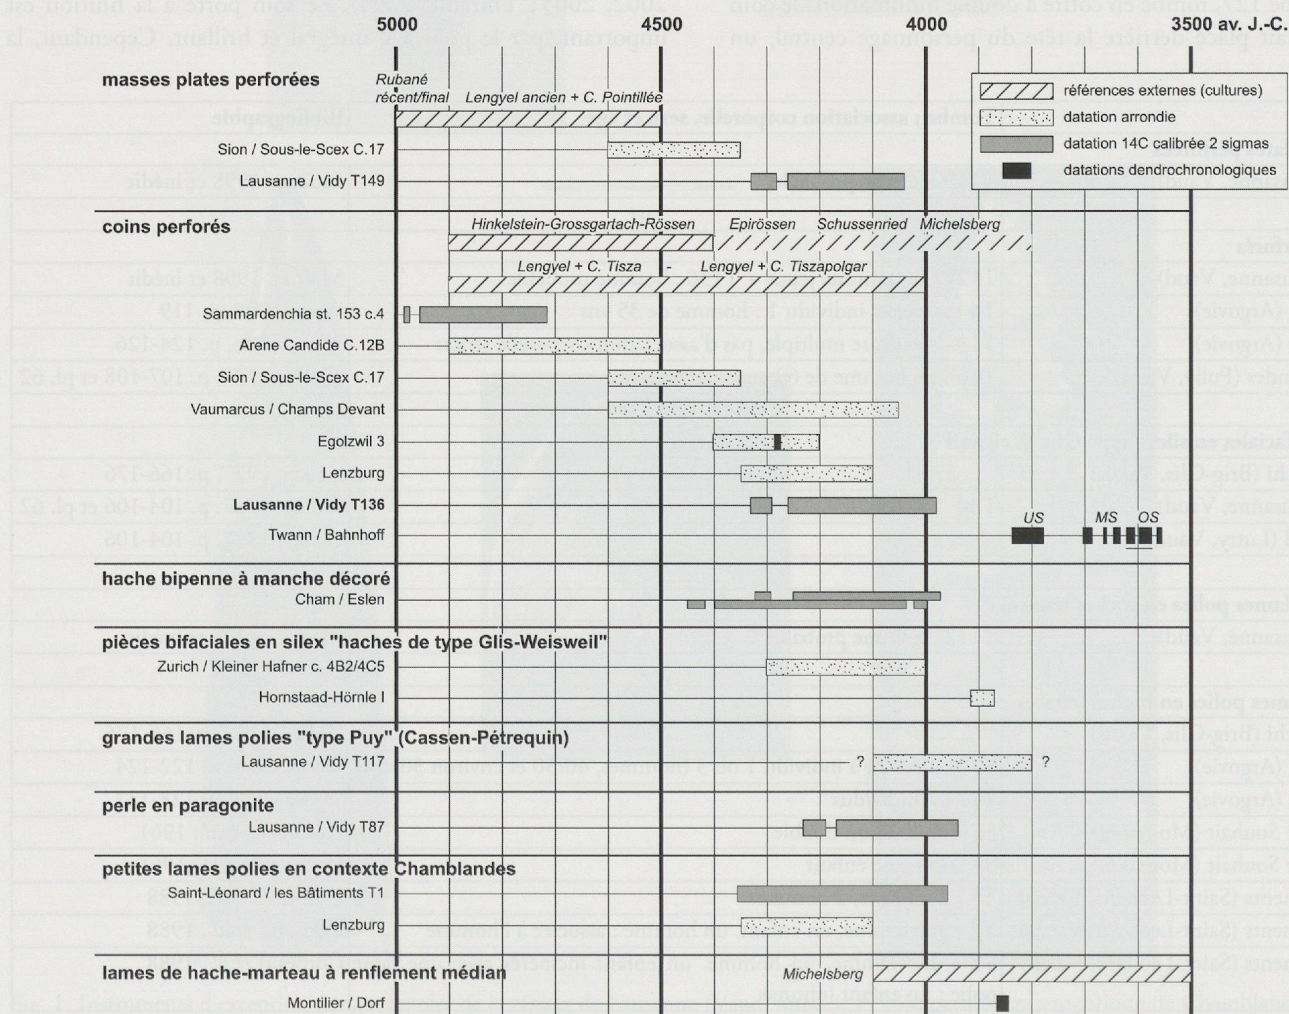 5000 4500 4000 3500 av. J.-C.
masses plates perforées
Rubané
récent/final Lengyel ancien + C. Pointillée
références externes (cultures)
datation arrondie
datation 14C calibrée 2 sigmas
datations dendrochronologiques
Sion / Sous-le-Scex C.17
Lausanne / Vidy T149
coins perforés
Hinkelstein-Grossgartach-Rössen Epirössen Schussenried Michelsberg
Lengyel + C. Tisza - Lengyel + C. Tiszapolgar
Sammardenchia st. 153 c.4
Arene Candide C.12B
Sion / Sous-le-Scex C.17
Vaumarcus / Champs Devant
Egolzwil 3
Lenzburg
Lausanne / Vidy T136
US MS OS
Twann / Bahnhoff
hache bipenne à manche décoré
Cham / Eslen
pièces bifaciales en silex "haches de type Glis-Weisweil"
Zurich / Kleiner Hafner c. 4B2/4C5
Hornstaad-Hörnle I
grandes lames polies "type Puy" (Cassen-Pétrequin)
Lausanne / Vidy T117 ? ?
perle en paragonite
Lausanne / Vidy T87
petites lames polies en contexte Chamblandes
Saint-Léonard / les Bâtiments T1
Lenzburg
lames de hache-marteau à renflement médian
Michelsberg
Montilier / Dorf